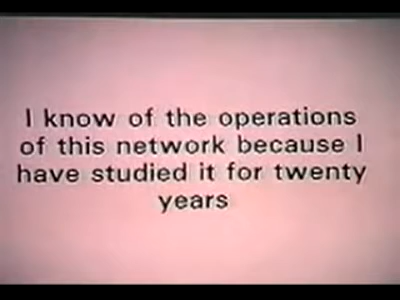 I know of the operations
of this network because I
have studied it for twenty
years